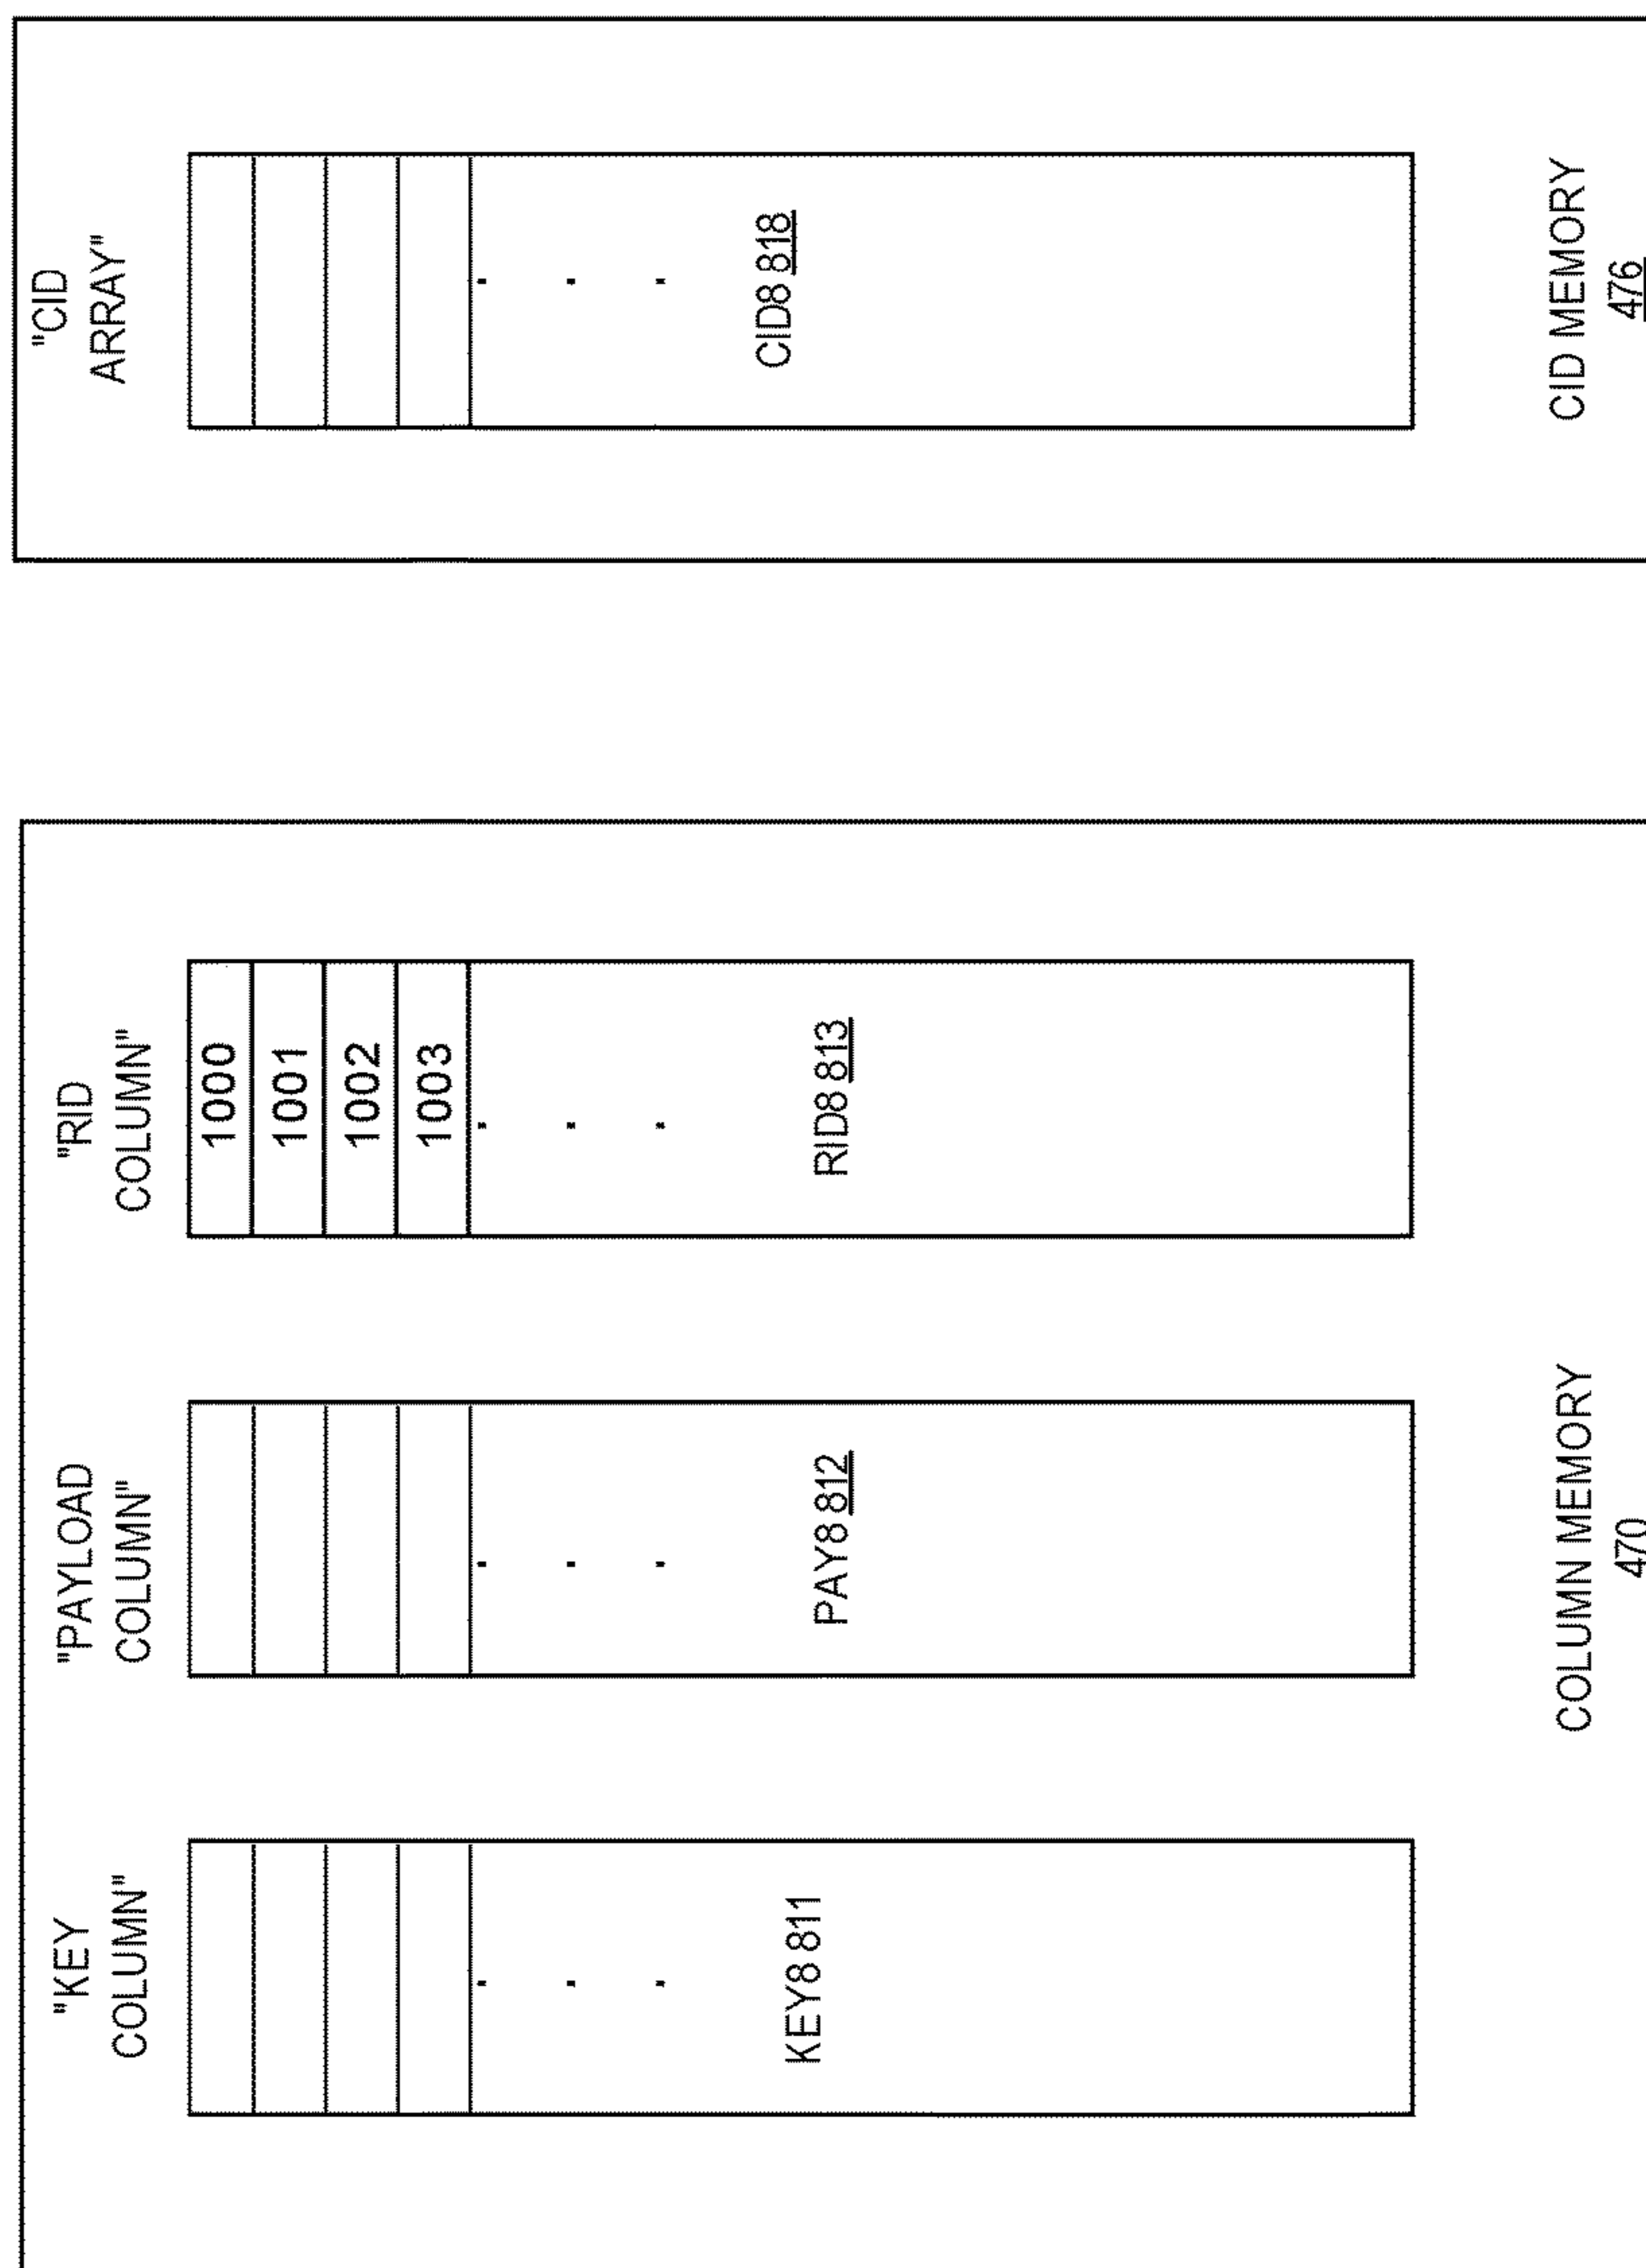 "KEY
COLUMN"
KEY8 811
"PAYLOAD
COLUMN"
PAY8 812
"RID
COLUMN"
1000
1001
1002
1003
RID8 813
COLUMN MEMORY
470
"CID
ARRAY"
CID8 818
CID MEMORY
476